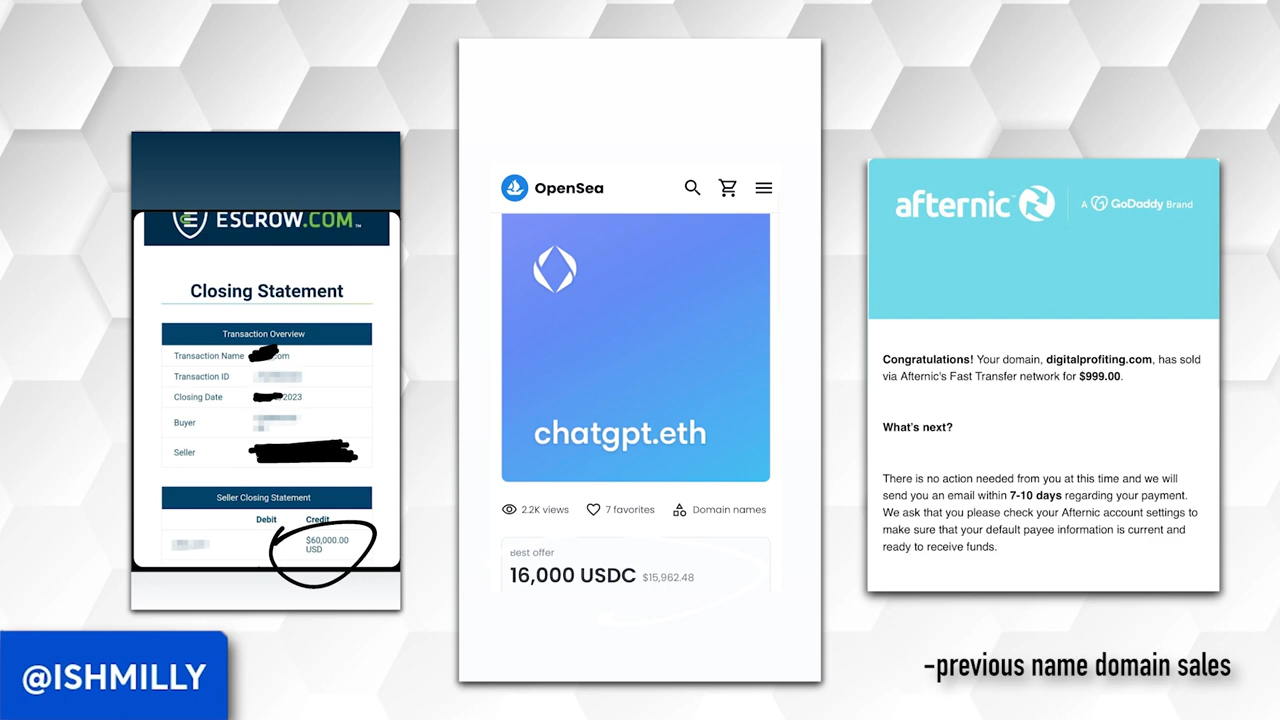 ESCROW.COM™
Closing Statement
Transaction Overview
Transaction Name om
Transaction ID
Closing Date 2023
Buyer
Seller
Seller Closing Statement
Debit Credit
$60,000.00
USD
OpenSea
chatgpt.eth
2.2K views 7 favorites Domain names
Best offer
16,000 USDC $15,962.48
afternic™ A GoDaddy Brand
Congratulations! Your domain, digitalprofiting.com, has sold
via Afternic's Fast Transfer network for $999.00.
What's next?
There is no action needed from you at this time and we will
send you an email within 7-10 days regarding your payment.
We ask that you please check your Afternic account settings to
make sure that your default payee information is current and
ready to receive funds.
@ISHMILLY
-previous name domain sales